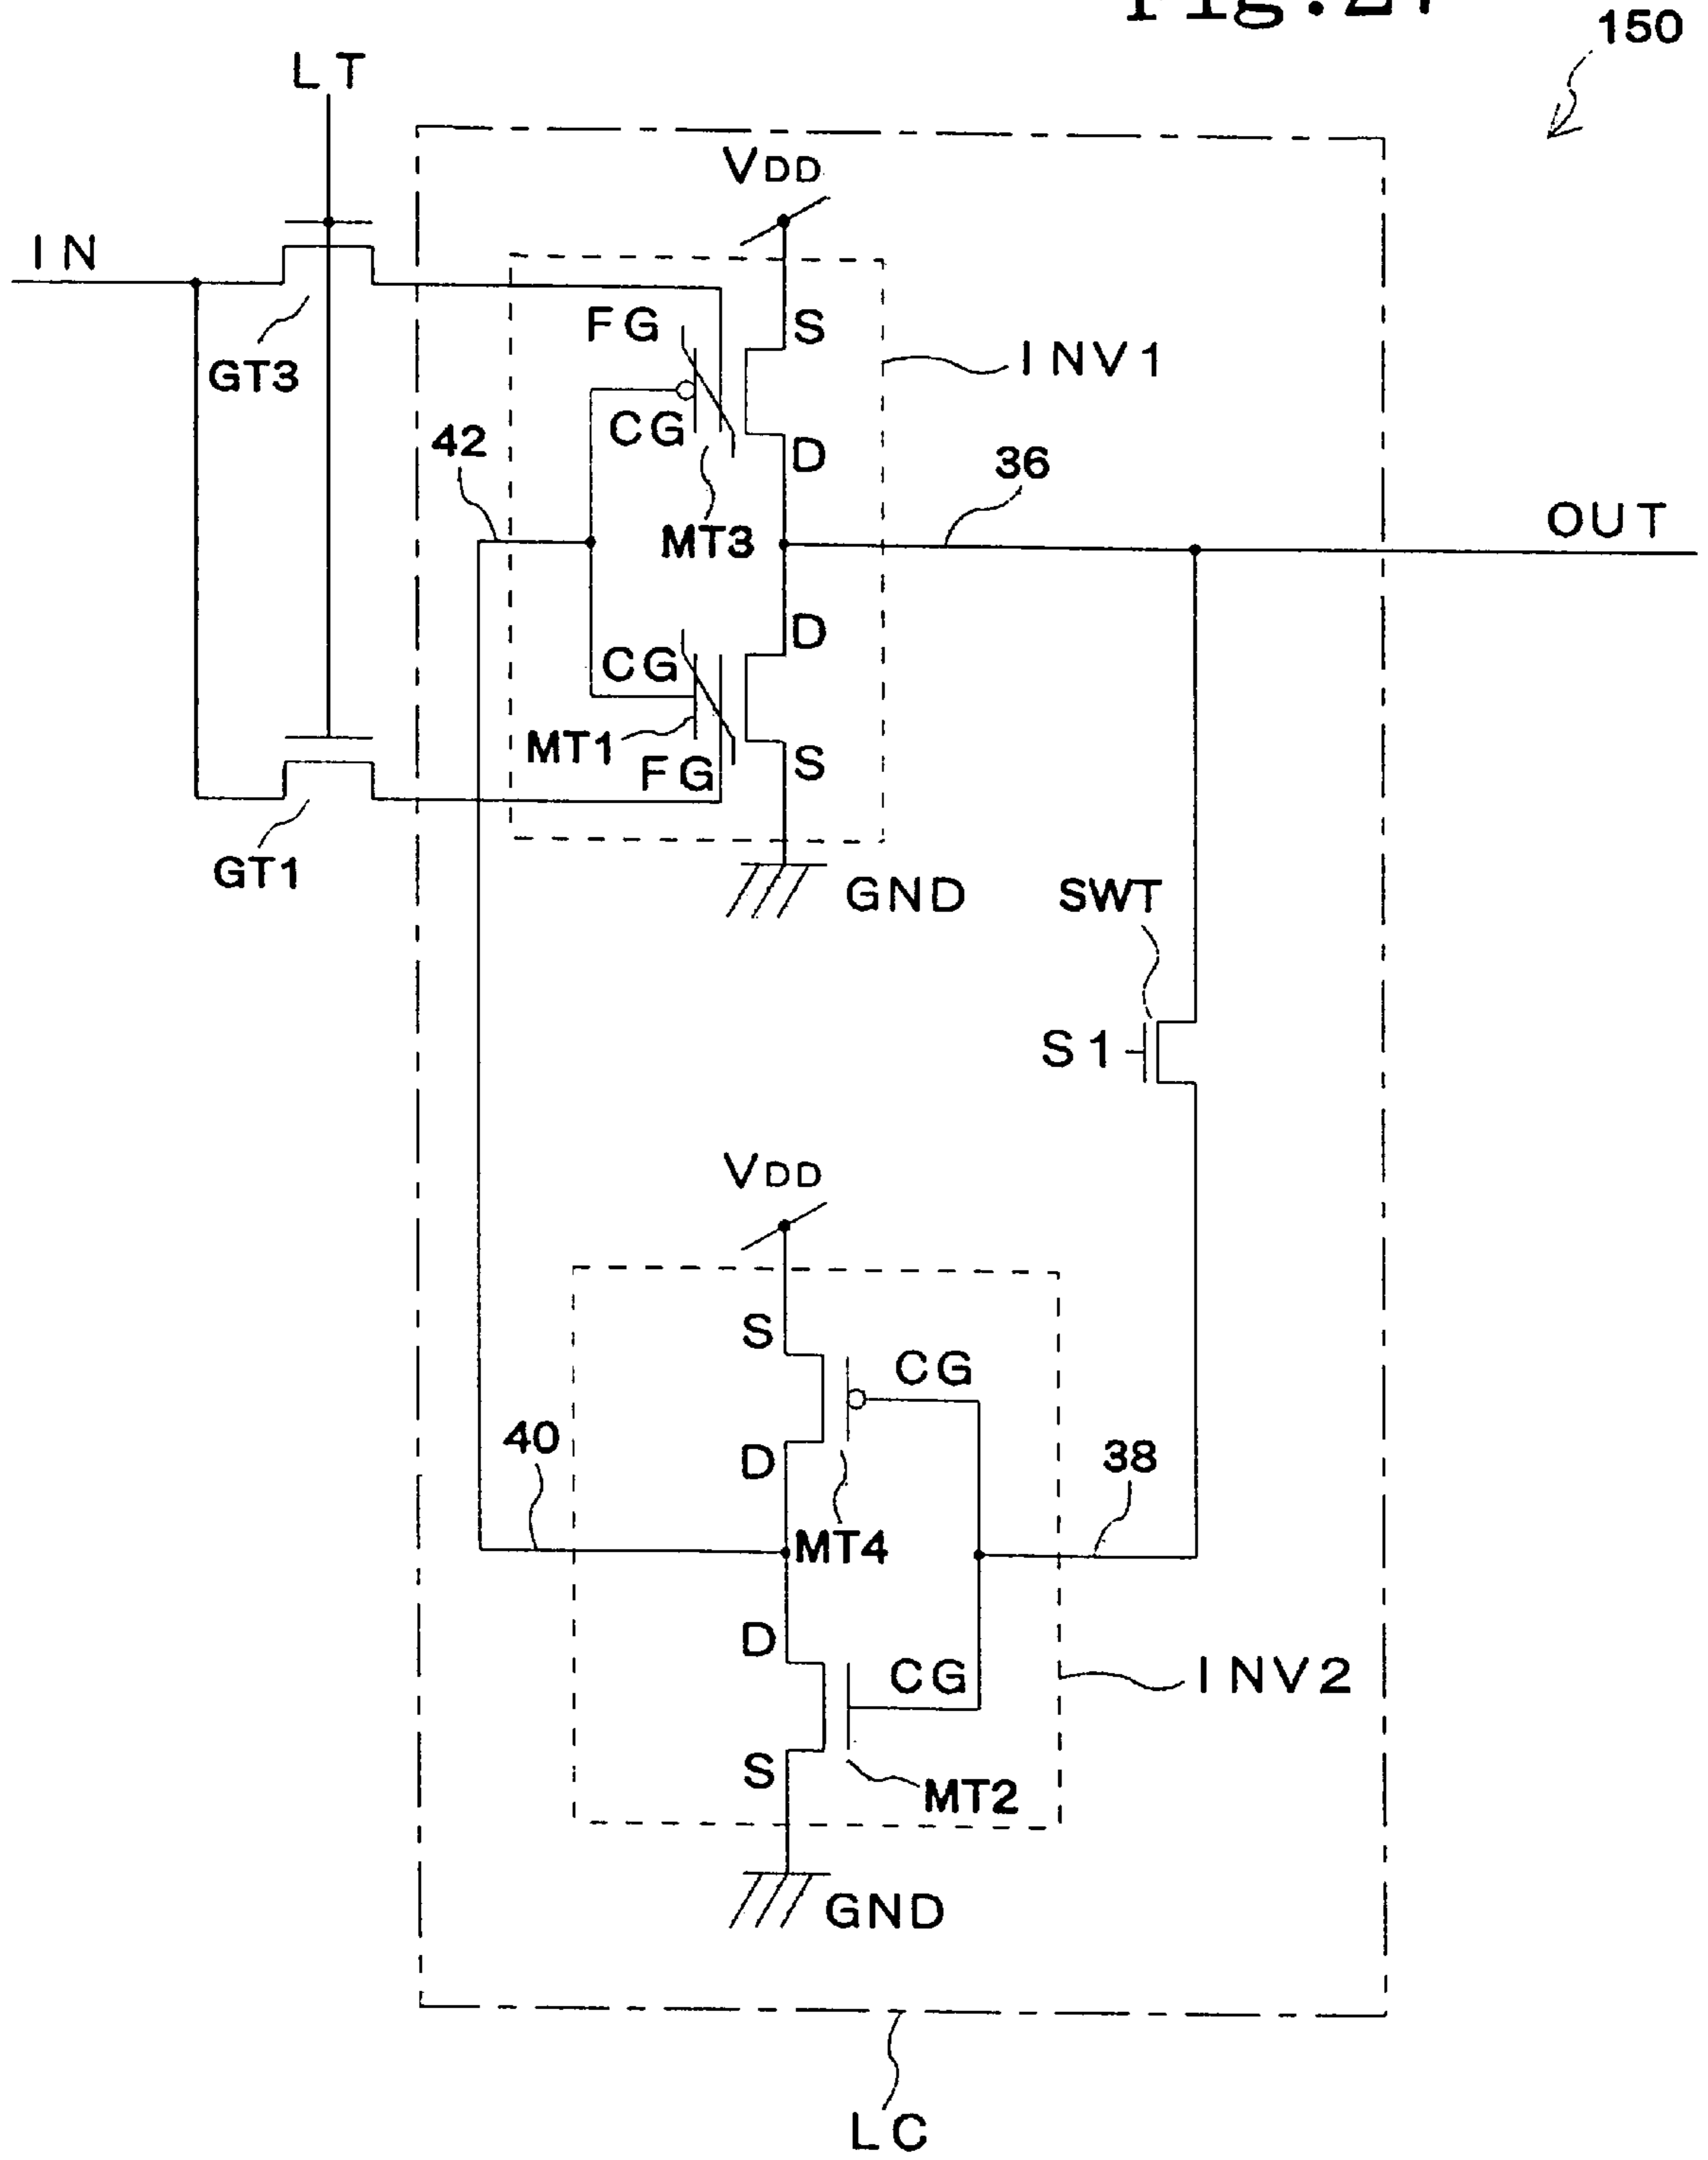 150
LT
VDD
IN
FG
S
INV1
GT3
CG
42
D
36
MT3
OUT
D
CG
MT1
S
FG
GT1
GND
SWT
S1
VDD
S
CG
40
D
38
MT4
D
CG
INV2
S
MT2
GND
LC